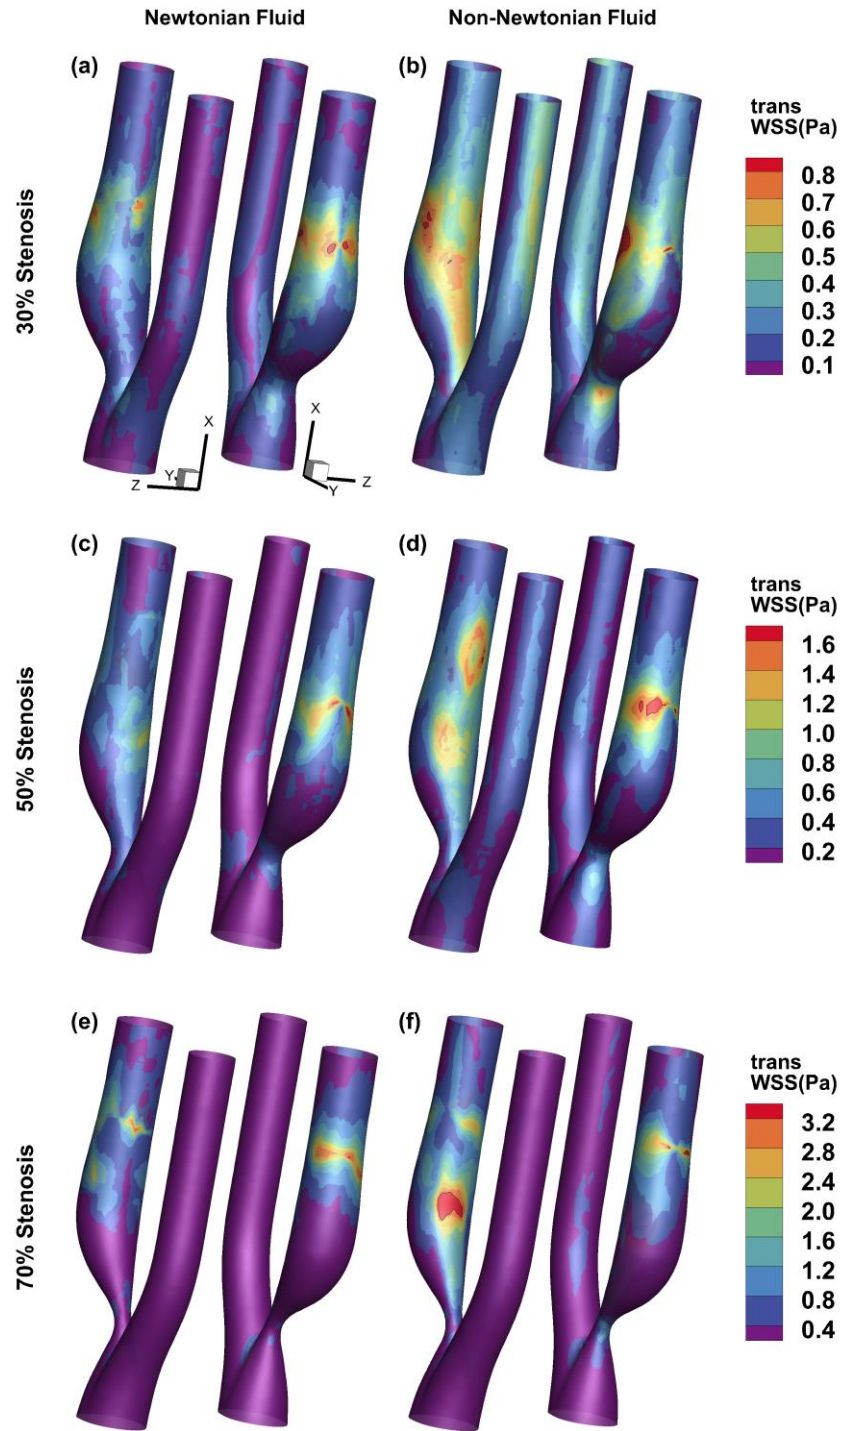 Newtonian Fluid
Non-Newtonian Fluid
(a)
(b)
trans
WSS(Pa)
0.8
0.7
0.6
0.5
0.4
0.3
0.2
0.1
30% Stenosis
X
Y
Z
X
Y
Z
(c)
(d)
trans
WSS(Pa)
1.6
1.4
1.2
1.0
0.8
0.6
0.4
0.2
50% Stenosis
(e)
(f)
trans
WSS(Pa)
3.2
2.8
2.4
2.0
1.6
1.2
0.8
0.4
70% Stenosis